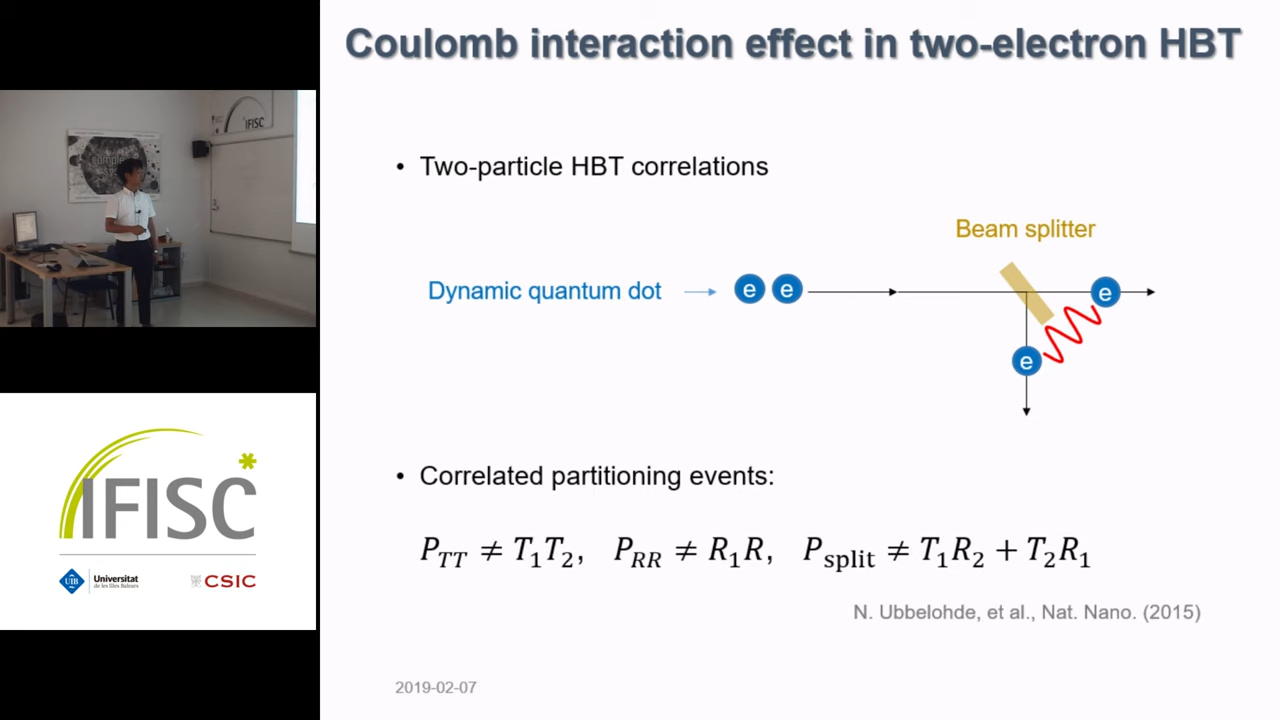 Coulomb interaction effect in two-electron HBT
IFISC
• Two-particle HBT correlations
Beam splitter
Dynamic quantum dot
e e
e
e
IFISC
UIB
Universitat
de les Illes Balears
CSIC
• Correlated partitioning events:
P_TT ≠ T₁T₂, P_RR ≠ R₁R, P_split ≠ T₁R₂ + T₂R₁
N. Ubbelohde, et al., Nat. Nano. (2015)
2019-02-07